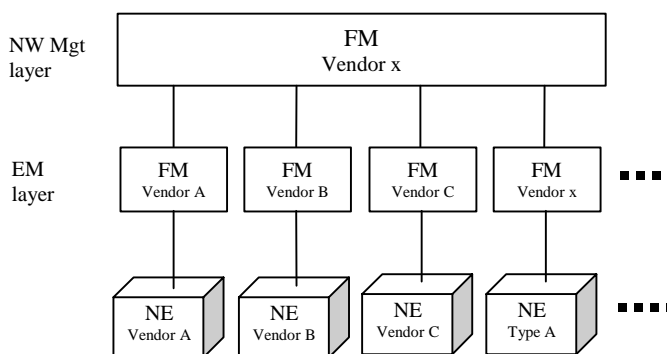 NW Mgt
layer
FM
Vendor x
EM
layer
FM
Vendor A
FM
Vendor B
FM
Vendor C
FM
Vendor x
NE
Vendor A
NE
Vendor B
NE
Vendor C
NE
Type A